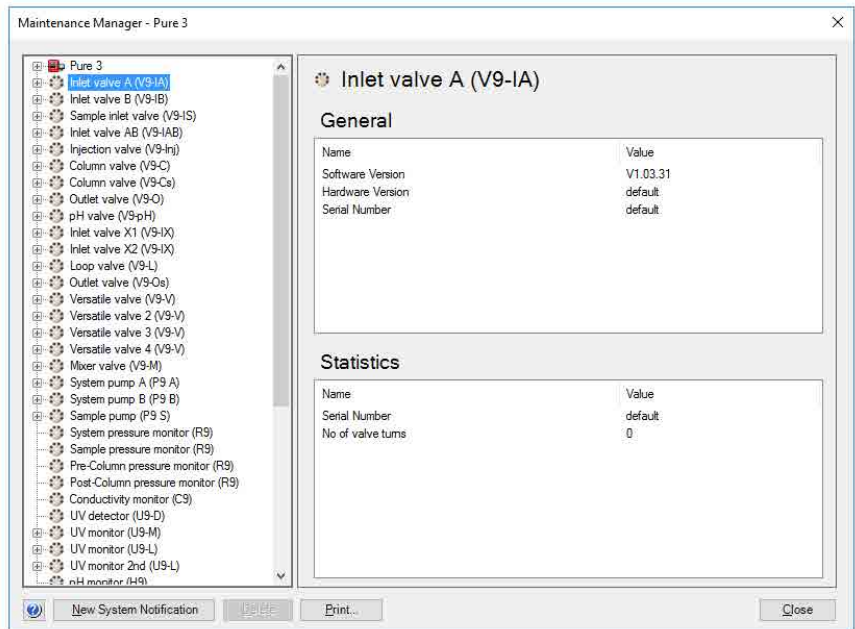 Maintenance Manager - Pure 3
Pure 3
Inlet valve A (V9-IA)
Inlet valve B (V9-IB)
Sample inlet valve (V9-IS)
Inlet valve AB (V9-IAB)
Injection valve (V9-Inj)
Column valve (V9-C)
Column valve (V9-Cs)
Outlet valve (V9-O)
pH valve (V9-pH)
Inlet valve X1 (V9-IX)
Inlet valve X2 (V9-IX)
Loop valve (V9-L)
Outlet valve (V9-Os)
Versatile valve (V9-V)
Versatile valve 2 (V9-V)
Versatile valve 3 (V9-V)
Versatile valve 4 (V9-V)
Mixer valve (V9-M)
System pump A (P9 A)
System pump B (P9 B)
Sample pump (P9 S)
System pressure monitor (R9)
Sample pressure monitor (R9)
Pre-Column pressure monitor (R9)
Post-Column pressure monitor (R9)
Conductivity monitor (C9)
UV detector (U9-D)
UV monitor (U9-M)
UV monitor (U9-L)
UV monitor 2nd (U9-L)
pH monitor (H9)
Inlet valve A (V9-IA)
General
Name Value
Software Version V1.03.31
Hardware Version default
Serial Number default
Statistics
Name Value
Serial Number default
No of valve turns 0
New System Notification Delete Print... Close